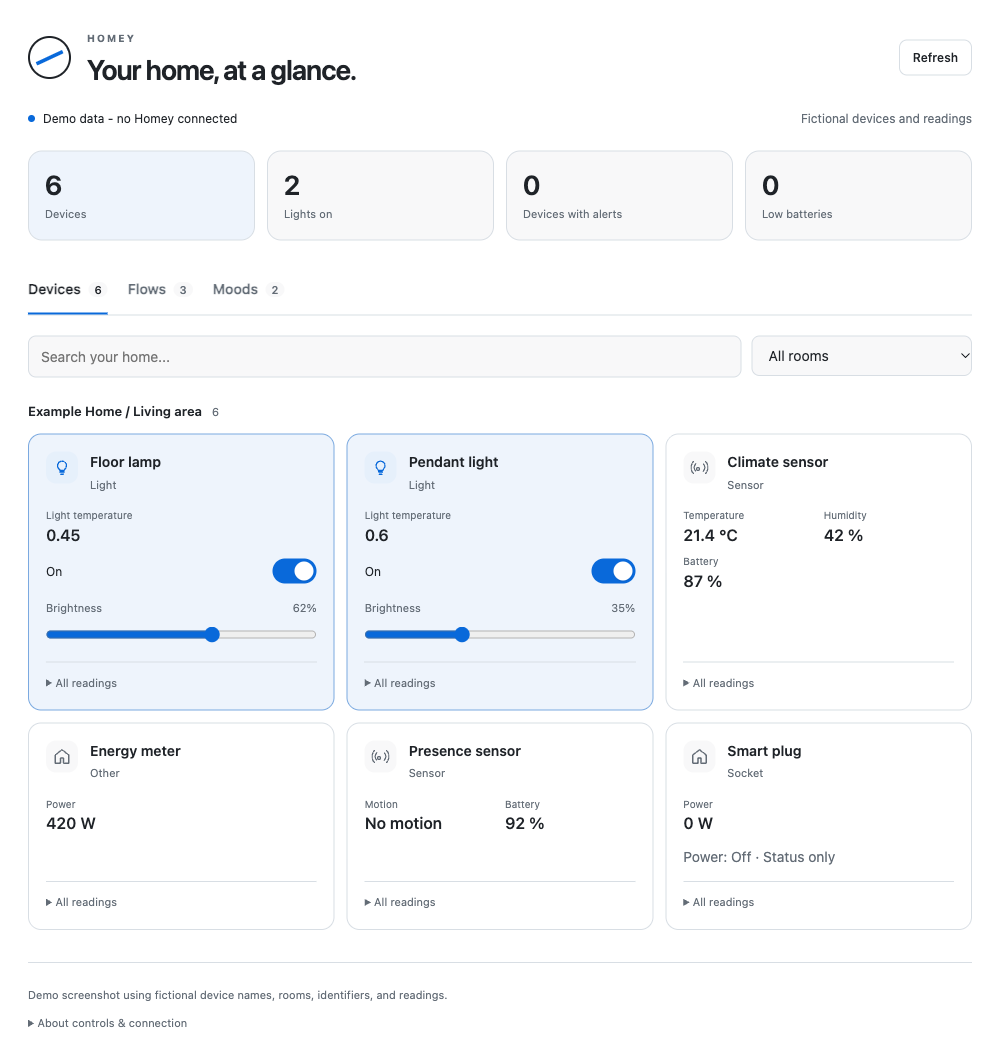 HOMEY
Your home, at a glance.
Refresh
Demo data - no Homey connected
Fictional devices and readings
6
Devices
2
Lights on
0
Devices with alerts
0
Low batteries
Devices 6
Flows 3
Moods 2
Search your home...
All rooms
Example Home / Living area 6
Floor lamp
Light
Light temperature
0.45
On
Brightness 62%
All readings
Pendant light
Light
Light temperature
0.6
On
Brightness 35%
All readings
Climate sensor
Sensor
Temperature
21.4 °C
Humidity
42 %
Battery
87 %
All readings
Energy meter
Other
Power
420 W
All readings
Presence sensor
Sensor
Motion
No motion
Battery
92 %
All readings
Smart plug
Socket
Power
0 W
Power: Off · Status only
All readings
Demo screenshot using fictional device names, rooms, identifiers, and readings.
About controls & connection